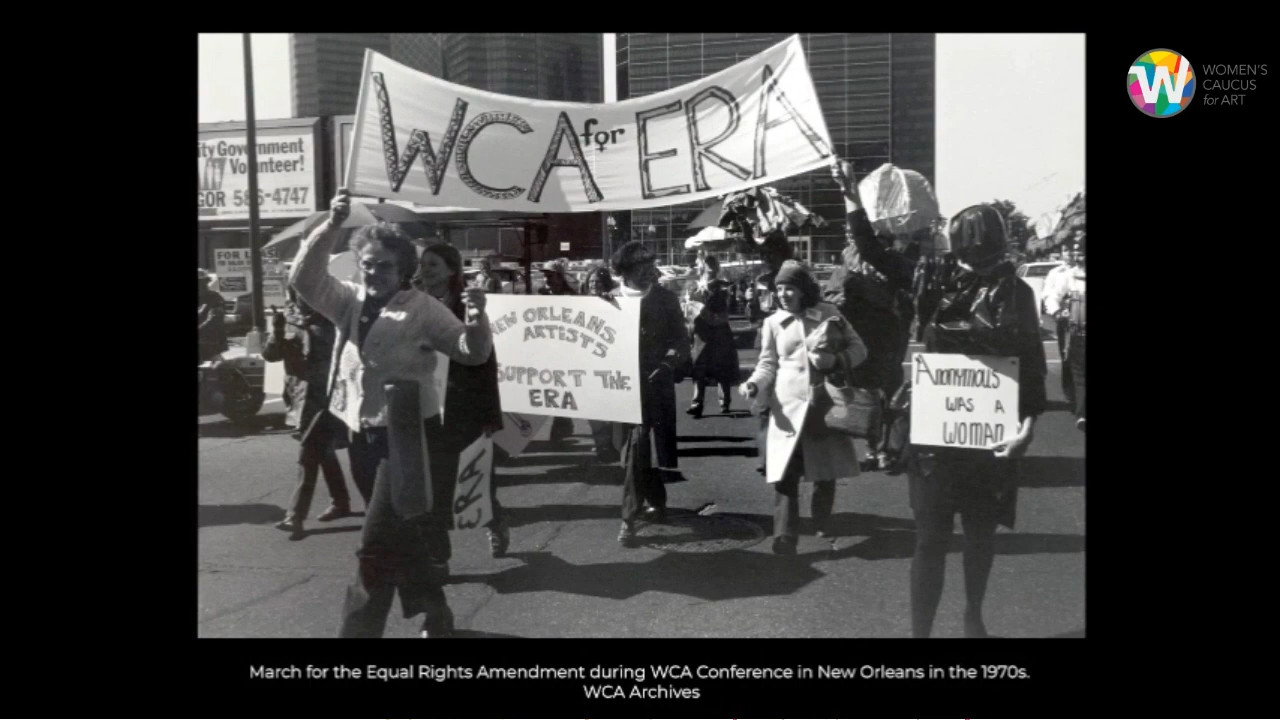 WOMEN'S
CAUCUS
for ART
WCA for ERA
ity Government
Volunteer!
GOR 586-4747
FOR LEASE
NEW ORLEANS
ARTISTS
SUPPORT THE
ERA
ERA
Anonymous
WAS A
WOMAN
March for the Equal Rights Amendment during WCA Conference in New Orleans in the 1970s.
WCA Archives